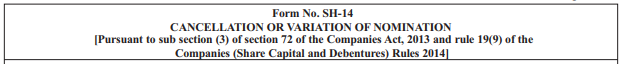 Form No. SH-14
CANCELLATION OR VARIATION OF NOMINATION
[Pursuant to sub section (3) of section 72 of the Companies Act, 2013 and rule 19(9) of the
Companies (Share Capital and Debentures) Rules 2014]